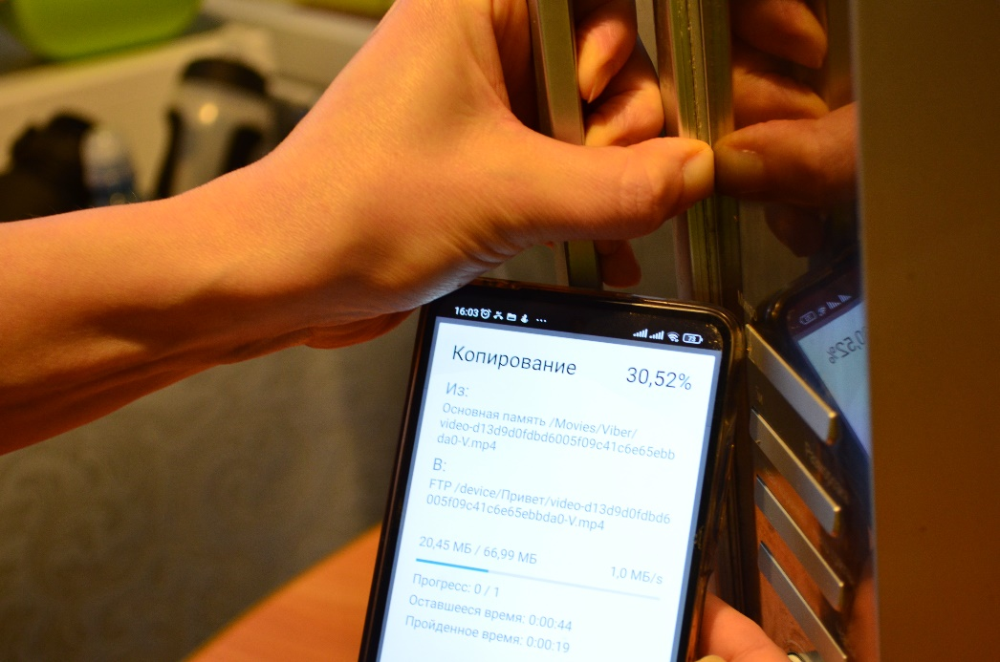 16:03
23
Копирование 30,52%
Из:
Основная память /Movies/Viber/
video-d13d9d0fdbd6005f09c41c6e65ebb
da0-V.mp4
В:
FTP /device/Привет/video-d13d9d0fdbd6
005f09c41c6e65ebbda0-V.mp4
20,45 МБ / 66,99 МБ 1,0 МБ/s
Прогресс: 0 / 1
Оставшееся время: 0:00:44
Пройденное время: 0:00:19